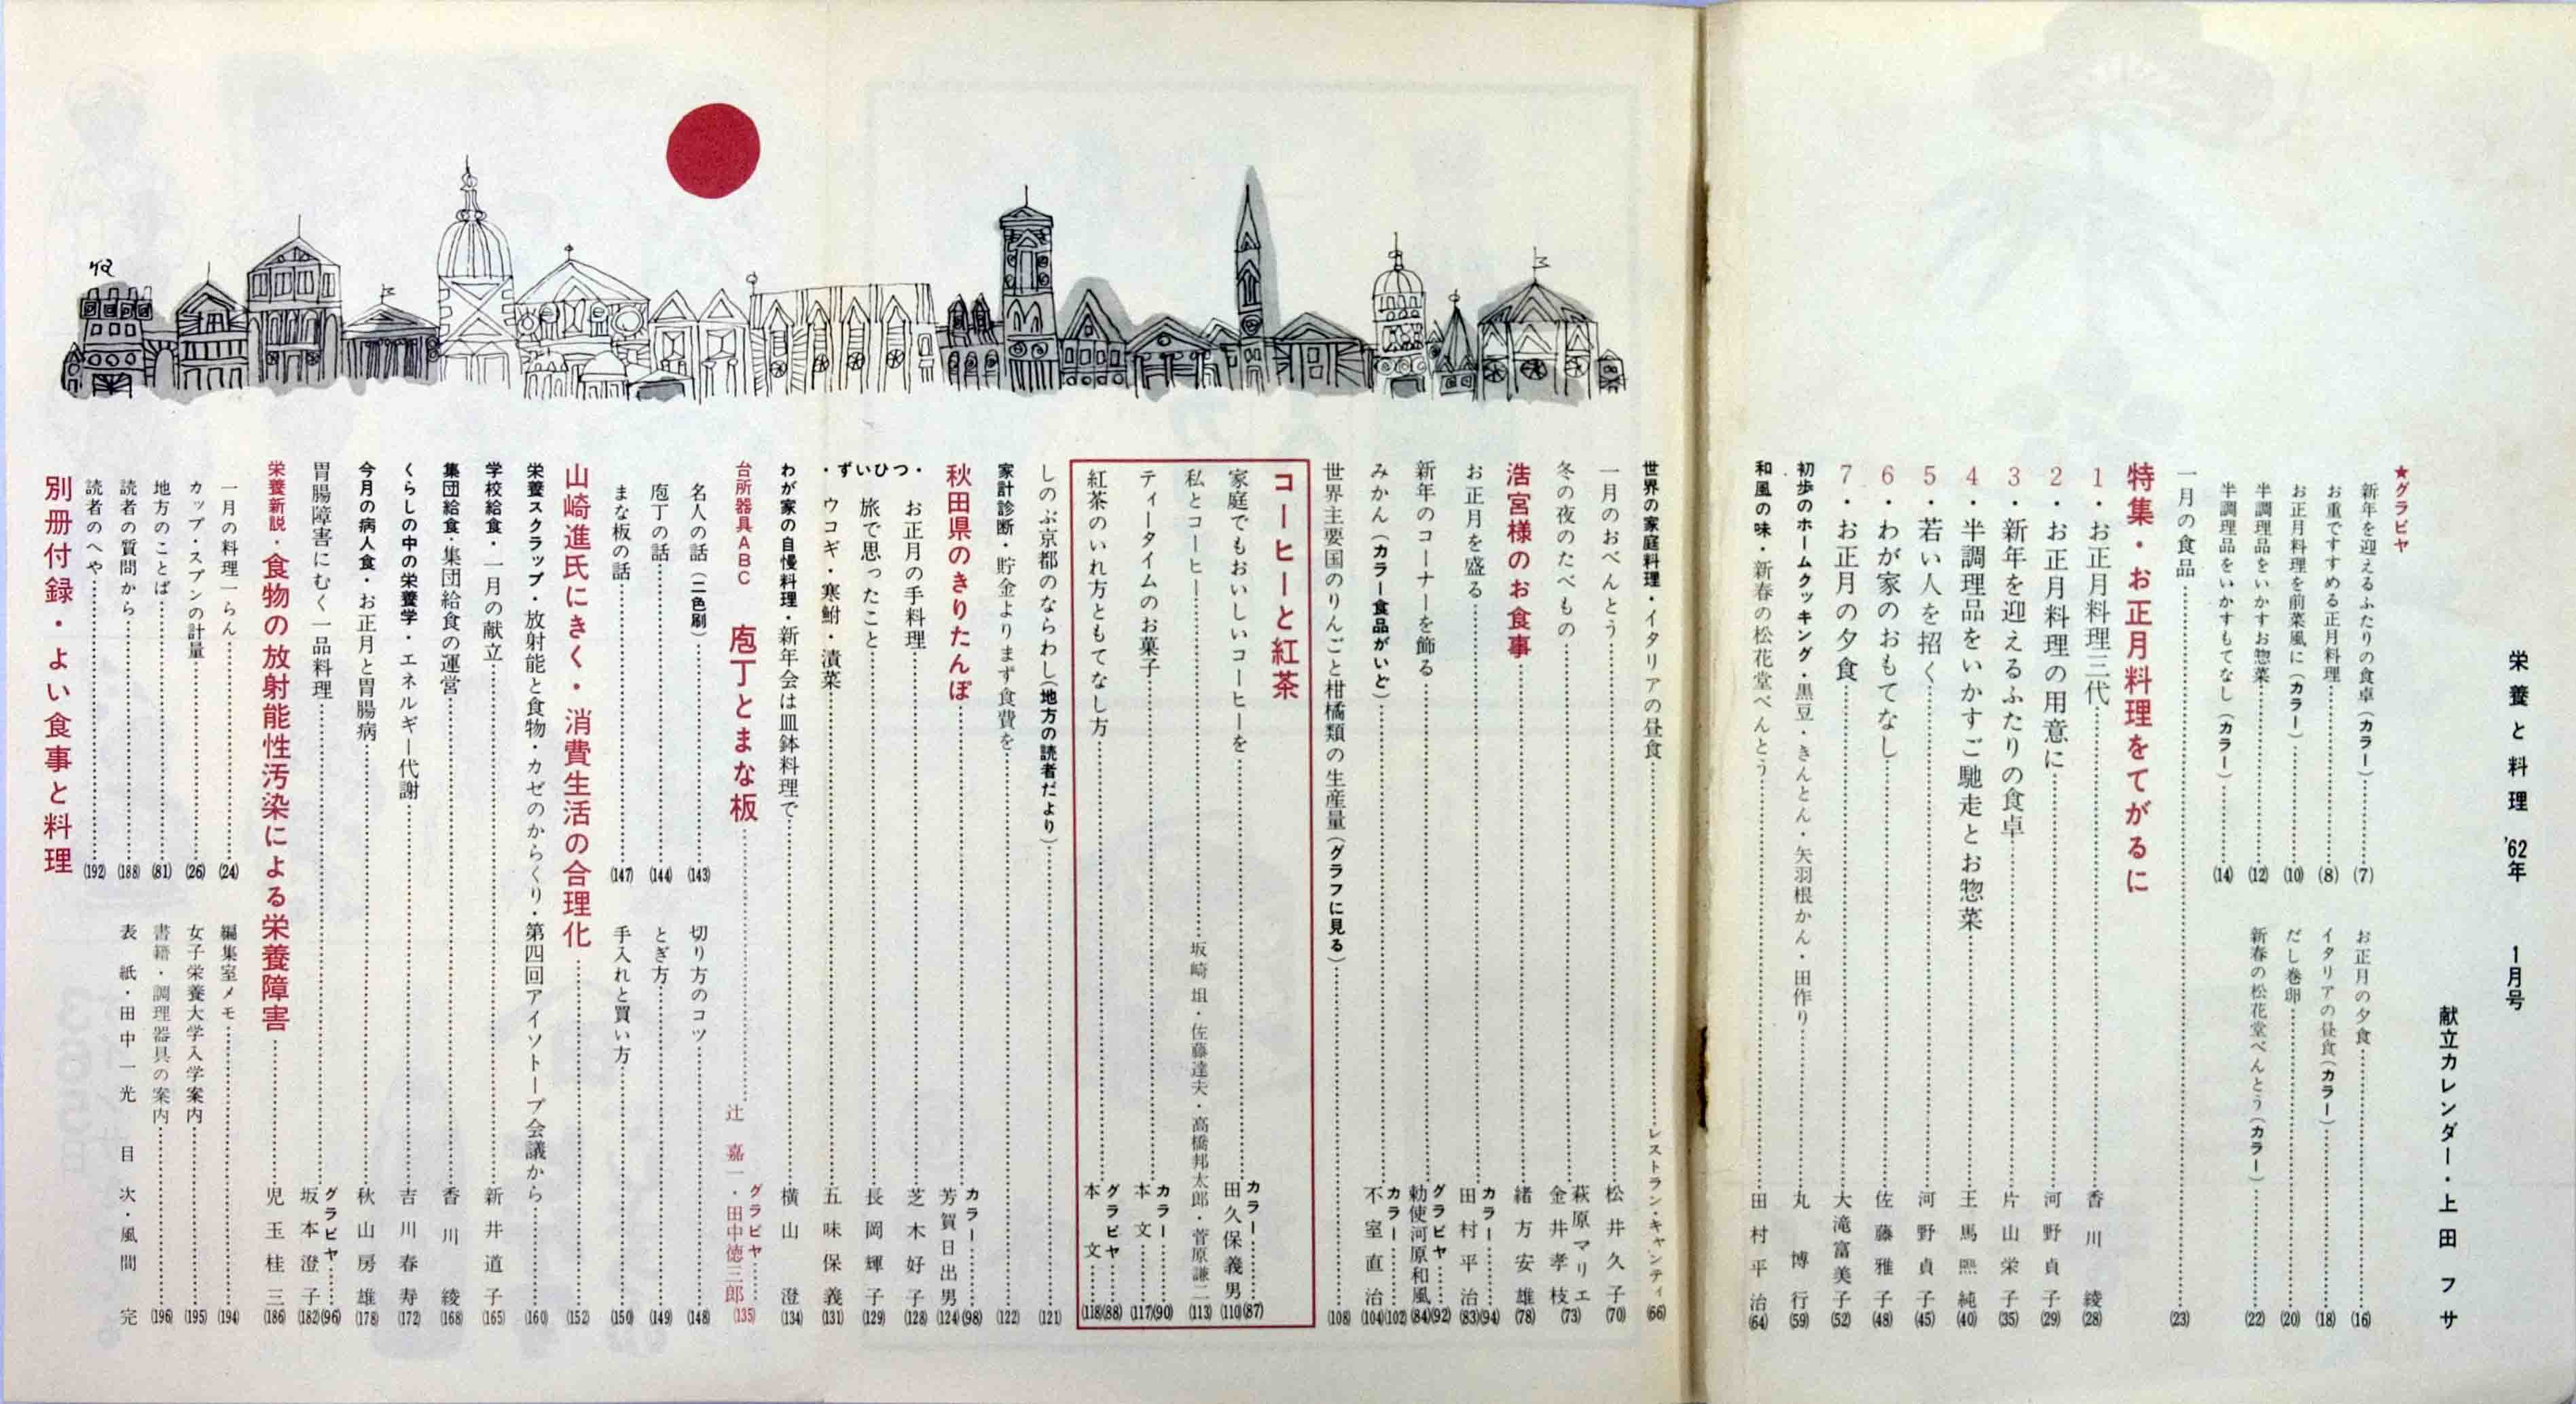 栄養と料理 '62年 1月号
献立カレンダー・上田フサ
★グラビヤ
新年を迎えるふたりの食卓（カラー）(7)
お重ですすめる正月料理(8)
お正月料理を前菜風に（カラー）(10)
半調理品をいかすお惣菜(12)
半調理品をいかすもてなし（カラー）(14)
お正月の夕食(16)
イタリアの昼食（カラー）(18)
だし巻卵(20)
新春の松花堂べんとう（カラー）(22)
一月の食品(23)
特集・お正月料理をてがるに
1・お正月料理三代 香川綾(28)
2・お正月料理の用意に 河野貞子(29)
3・新年を迎えるふたりの食卓 片山栄子(35)
4・半調理品をいかすご馳走とお惣菜 王馬熙純(40)
5・若い人を招く 河野貞子(45)
6・わが家のおもてなし 佐藤雅子(48)
7・お正月の夕食 大滝富美子(52)
初歩のホームクッキング・黒豆・きんとん・矢羽根かん・田作り 丸博行(59)
和風の味・新春の松花堂べんとう 田村平治(64)
世界の家庭料理・イタリアの昼食 レストラン・キャンティ(66)
一月のおべんとう 松井久子(70)
冬の夜のたべもの 萩原マリエ 金井孝枝(73)
浩宮様のお食事 緒方安雄(78)
お正月を盛る カラー(94) 田村平治(83)
新年のコーナーを飾る グラビヤ(92) 勅使河原和風(84)
みかん（カラー食品がいど） カラー(102) 不室直治(104)
世界主要国のりんごと柑橘類の生産量（グラフに見る）(108)
コーヒーと紅茶
家庭でもおいしいコーヒーを カラー(87) 田久保義男(110)
私とコーヒー 坂崎坦・佐藤達夫・高橋邦太郎・菅原謙二(113)
ティータイムのお菓子 カラー(90) 本文(117)
紅茶のいれ方ともてなし方 グラビヤ(88) 本文(118)
しのぶ京都のならわし（地方の読者だより）(121)
家計診断・貯金よりまず食費を(122)
秋田県のきりたんぽ カラー(98) 芳賀日出男(124)
・ずいひつ・
お正月の手料理 芝木好子(128)
旅で思ったこと 長岡輝子(129)
ウコギ・寒鮒・漬菜 五味保義(131)
わが家の自慢料理・新年会は皿鉢料理で 横山澄(134)
台所器具ABC 庖丁とまな板 グラビヤ 辻嘉一・田中徳三郎(135)
名人の話（二色刷）(143)
庖丁の話(144)
まな板の話(147)
切り方のコツ(148)
とぎ方(149)
手入れと買い方(150)
山崎進氏にきく・消費生活の合理化(152)
栄養スクラップ・放射能と食物・カゼのからくり・第四回アイソトープ会議から(160)
学校給食・一月の献立 新井道子(165)
集団給食・集団給食の運営 香川綾(168)
くらしの中の栄養学・エネルギー代謝 吉川春寿(172)
今月の病人食・お正月と胃腸病 秋山房雄(178)
胃腸障害にむく一品料理 グラビヤ(96) 坂本澄子(182)
栄養新説・食物の放射能性汚染による栄養障害 児玉桂三(186)
一月の料理一らん(24)
カップ・スプンの計量(26)
地方のことば(81)
読者の質問から(188)
読者のへや(192)
編集室メモ(194)
女子栄養大学入学案内(195)
書籍・調理器具の案内(196)
表紙・田中一光 目次・風間完
別册付録・よい食事と料理